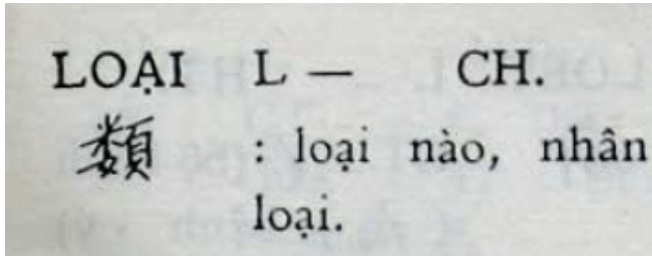 LOẠI L — CH.
類 : loại nào, nhân
loại.